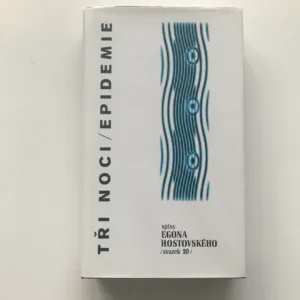 TŘI NOCI / EPIDEMIE
spisy
EGONA
HOSTOVSKÉHO
/svazek 10/